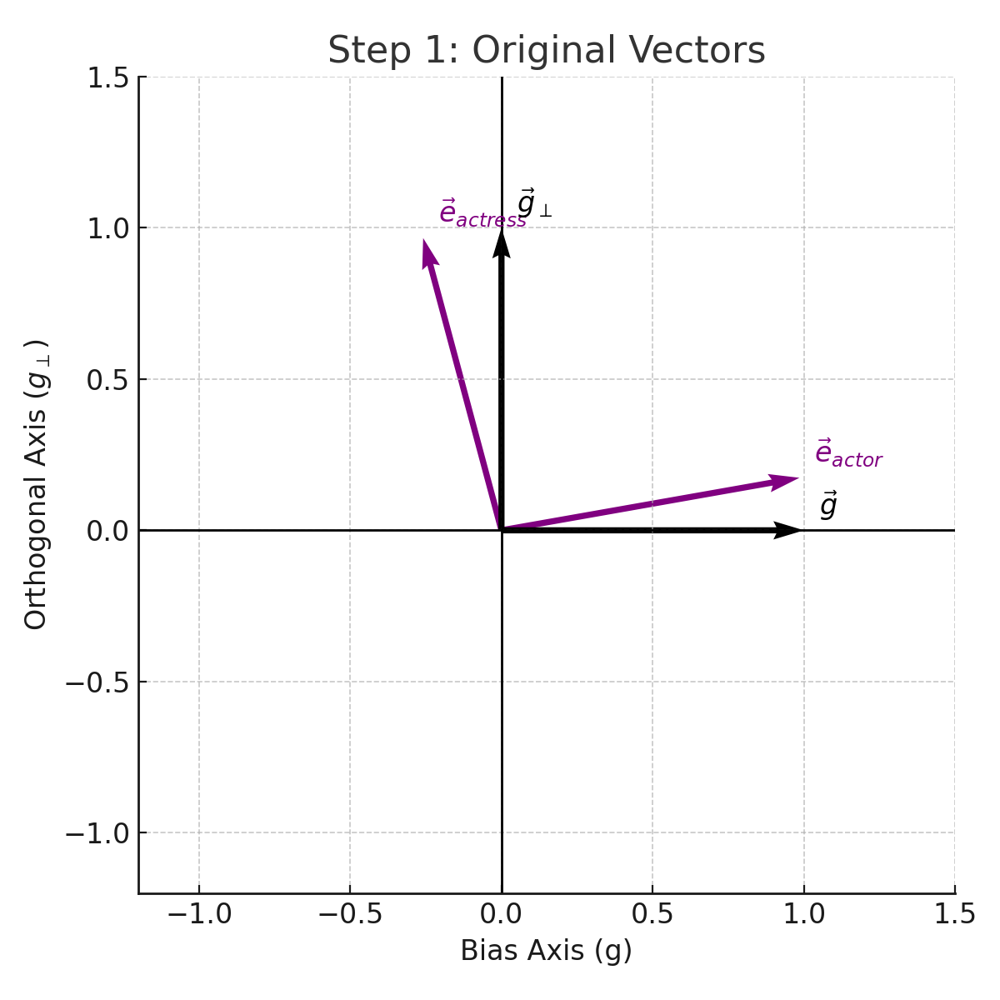 Step 1: Original Vectors
1.5
1.0
0.5
0.0
−0.5
−1.0
Orthogonal Axis (g⊥)
e⃗actress
g⃗⊥
e⃗actor
g⃗
−1.0 −0.5 0.0 0.5 1.0 1.5
Bias Axis (g)